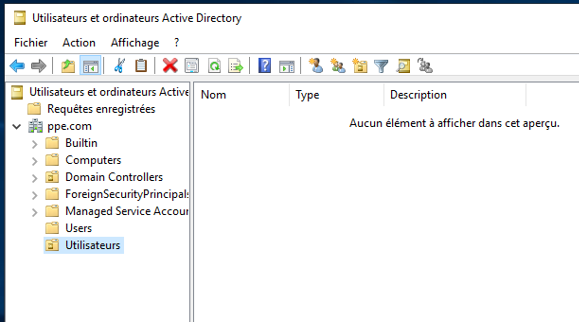 Utilisateurs et ordinateurs Active Directory
Fichier Action Affichage ?
Utilisateurs et ordinateurs Active
Requêtes enregistrées
ppe.com
Builtin
Computers
Domain Controllers
ForeignSecurityPrincipals
Managed Service Accour
Users
Utilisateurs
Nom Type Description
Aucun élément à afficher dans cet aperçu.